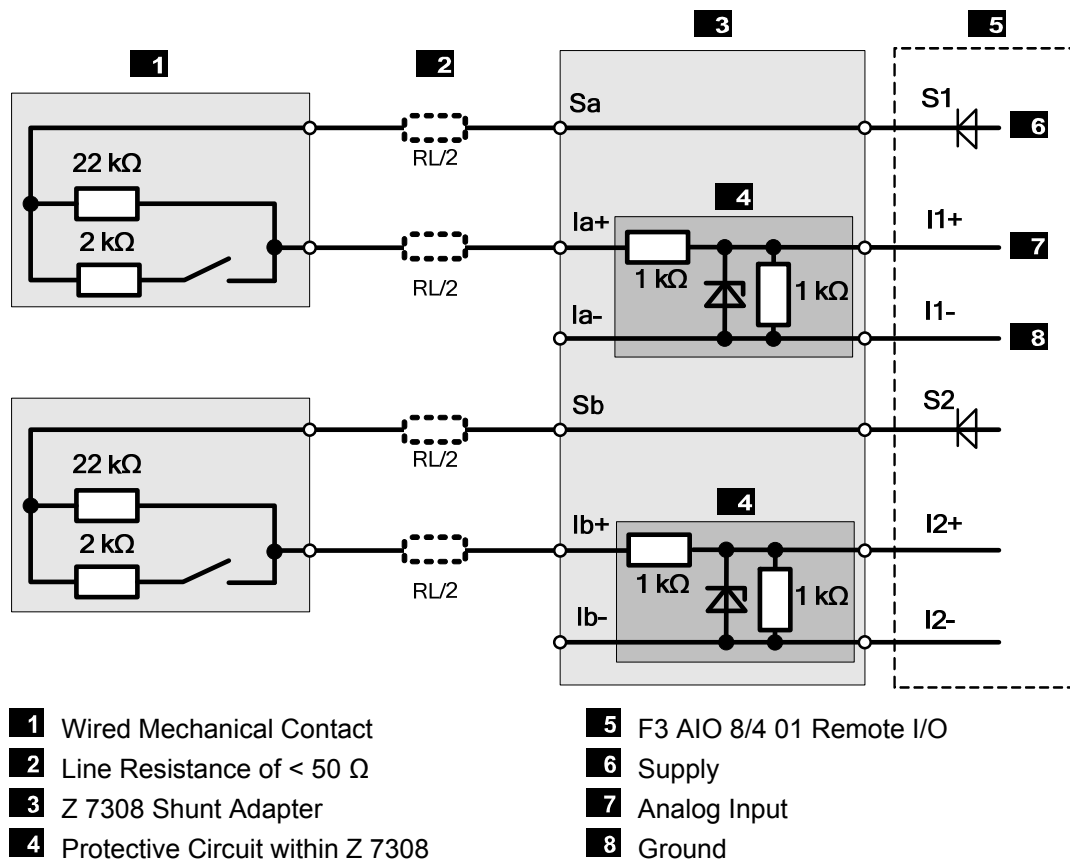 3
5
1
2
Sa
S1
6
RL/2
22 kΩ
4
Ia+
I1+
7
2 kΩ
1 kΩ
1 kΩ
RL/2
Ia-
I1-
8
Sb
S2
RL/2
22 kΩ
4
Ib+
I2+
2 kΩ
1 kΩ
1 kΩ
RL/2
Ib-
I2-
1 Wired Mechanical Contact
2 Line Resistance of < 50 Ω
3 Z 7308 Shunt Adapter
4 Protective Circuit within Z 7308
5 F3 AIO 8/4 01 Remote I/O
6 Supply
7 Analog Input
8 Ground